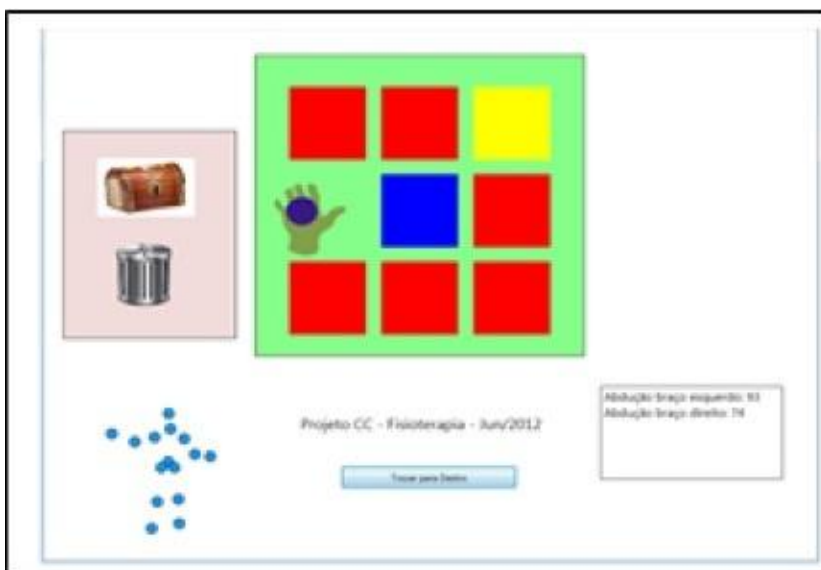 Abdução braço esquerdo: 93
Abdução braço direito: 74
Projeto CC - Fisioterapia - Jun/2012
Trocar para Destro